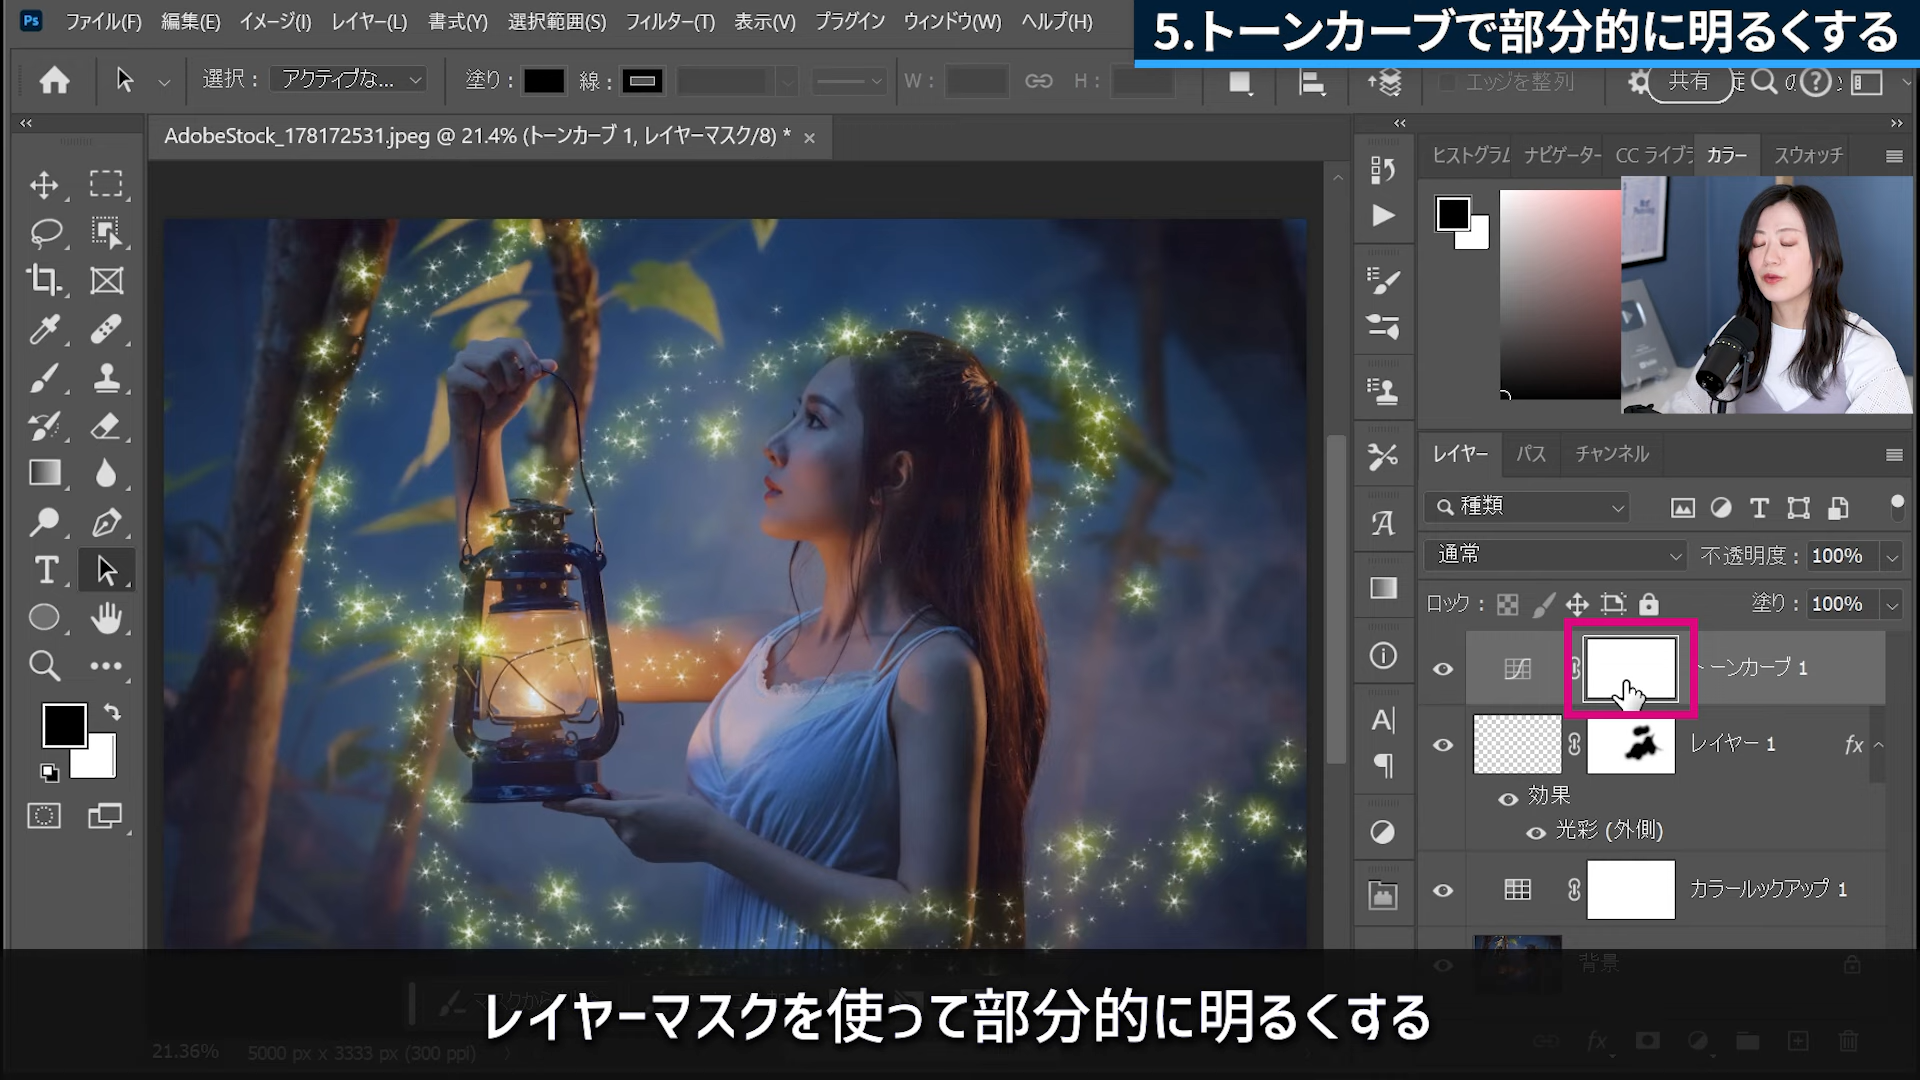 Ps ファイル(F) 編集(E) イメージ(I) レイヤー(L) 書式(Y) 選択範囲(S) フィルター(T) 表示(V) プラグイン ウィンドウ(W) ヘルプ(H)
5.トーンカーブで部分的に明るくする
選択: アクティブな... 塗り: 線: W: H: エッジを整列 共有
AdobeStock_178172531.jpeg @ 21.4% (トーンカーブ 1, レイヤーマスク/8) *
ヒストグラム ナビゲーター CC ライブラ カラー スウォッチ
レイヤー パス チャンネル
種類
通常 不透明度: 100%
ロック: 塗り: 100%
トーンカーブ 1
レイヤー 1 fx
効果
光彩 (外側)
カラールックアップ 1
背景
レイヤーマスクを使って部分的に明るくする
21.36% 5000 px x 3333 px (300 ppi)